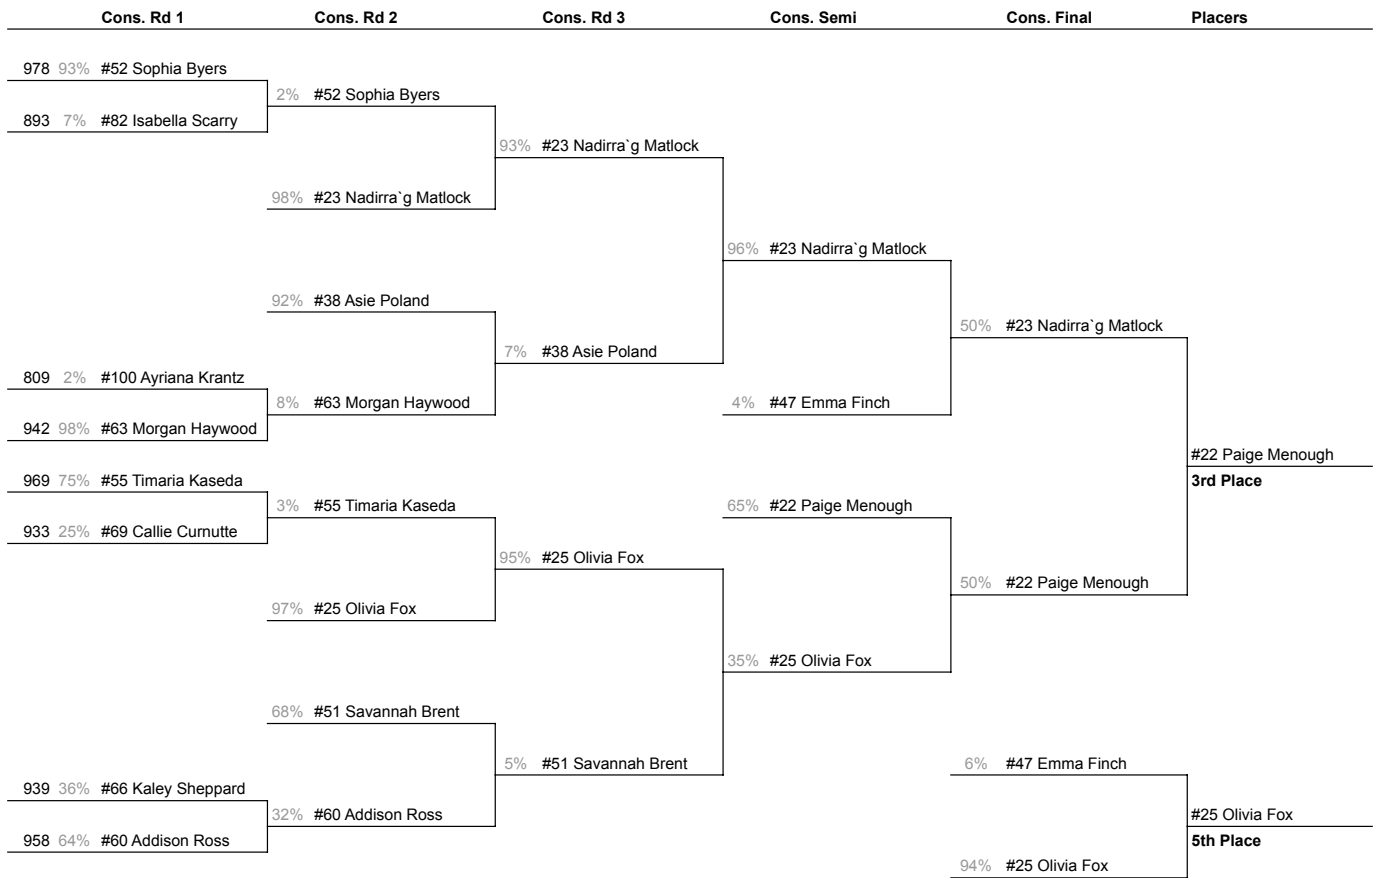 Cons. Rd 1 Cons. Rd 2 Cons. Rd 3 Cons. Semi Cons. Final Placers
978 93% #52 Sophia Byers
2% #52 Sophia Byers
893 7% #82 Isabella Scarry
93% #23 Nadirra`g Matlock
98% #23 Nadirra`g Matlock
96% #23 Nadirra`g Matlock
92% #38 Asie Poland
50% #23 Nadirra`g Matlock
7% #38 Asie Poland
809 2% #100 Ayriana Krantz
8% #63 Morgan Haywood
4% #47 Emma Finch
942 98% #63 Morgan Haywood
#22 Paige Menough
3rd Place
969 75% #55 Timaria Kaseda
3% #55 Timaria Kaseda
65% #22 Paige Menough
933 25% #69 Callie Curnutte
95% #25 Olivia Fox
50% #22 Paige Menough
97% #25 Olivia Fox
35% #25 Olivia Fox
68% #51 Savannah Brent
5% #51 Savannah Brent
6% #47 Emma Finch
939 36% #66 Kaley Sheppard
32% #60 Addison Ross
#25 Olivia Fox
5th Place
958 64% #60 Addison Ross
94% #25 Olivia Fox